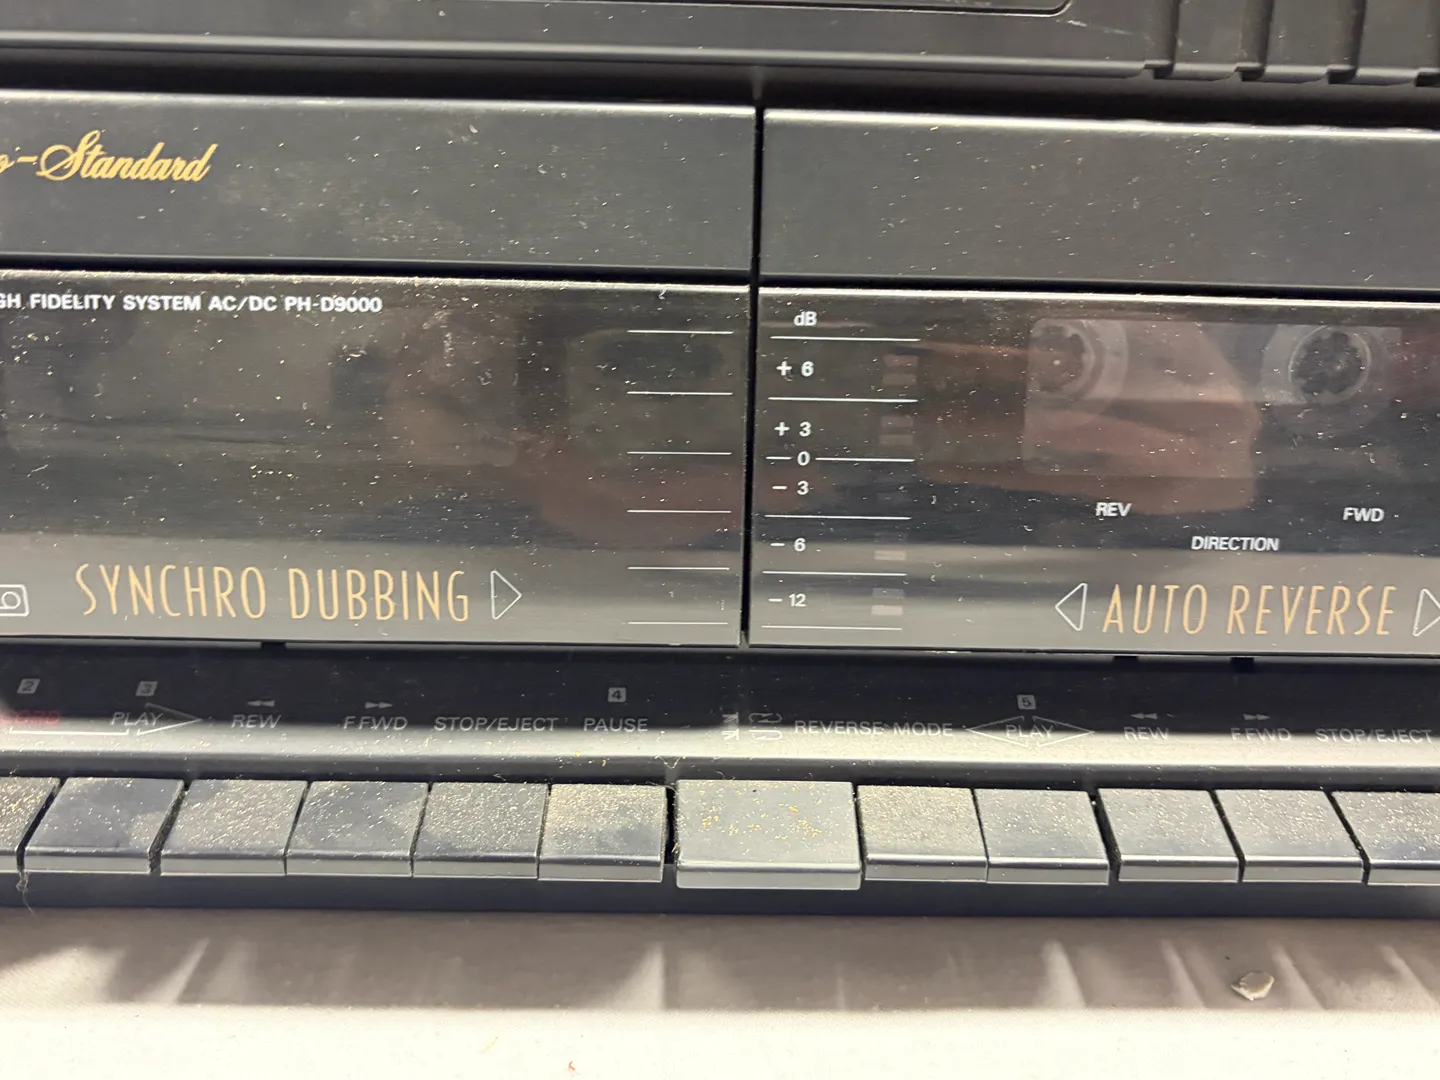 -Standard
FIDELITY SYSTEM AC/DC PH-D9000
dB
+ 6
+ 3
0
- 3
- 6
- 12
REV
FWD
DIRECTION
SYNCHRO DUBBING
AUTO REVERSE
2
3
4
5
PLAY
REW
F.FWD
STOP/EJECT
PAUSE
REVERSE MODE
PLAY
REW
F.FWD
STOP/EJECT